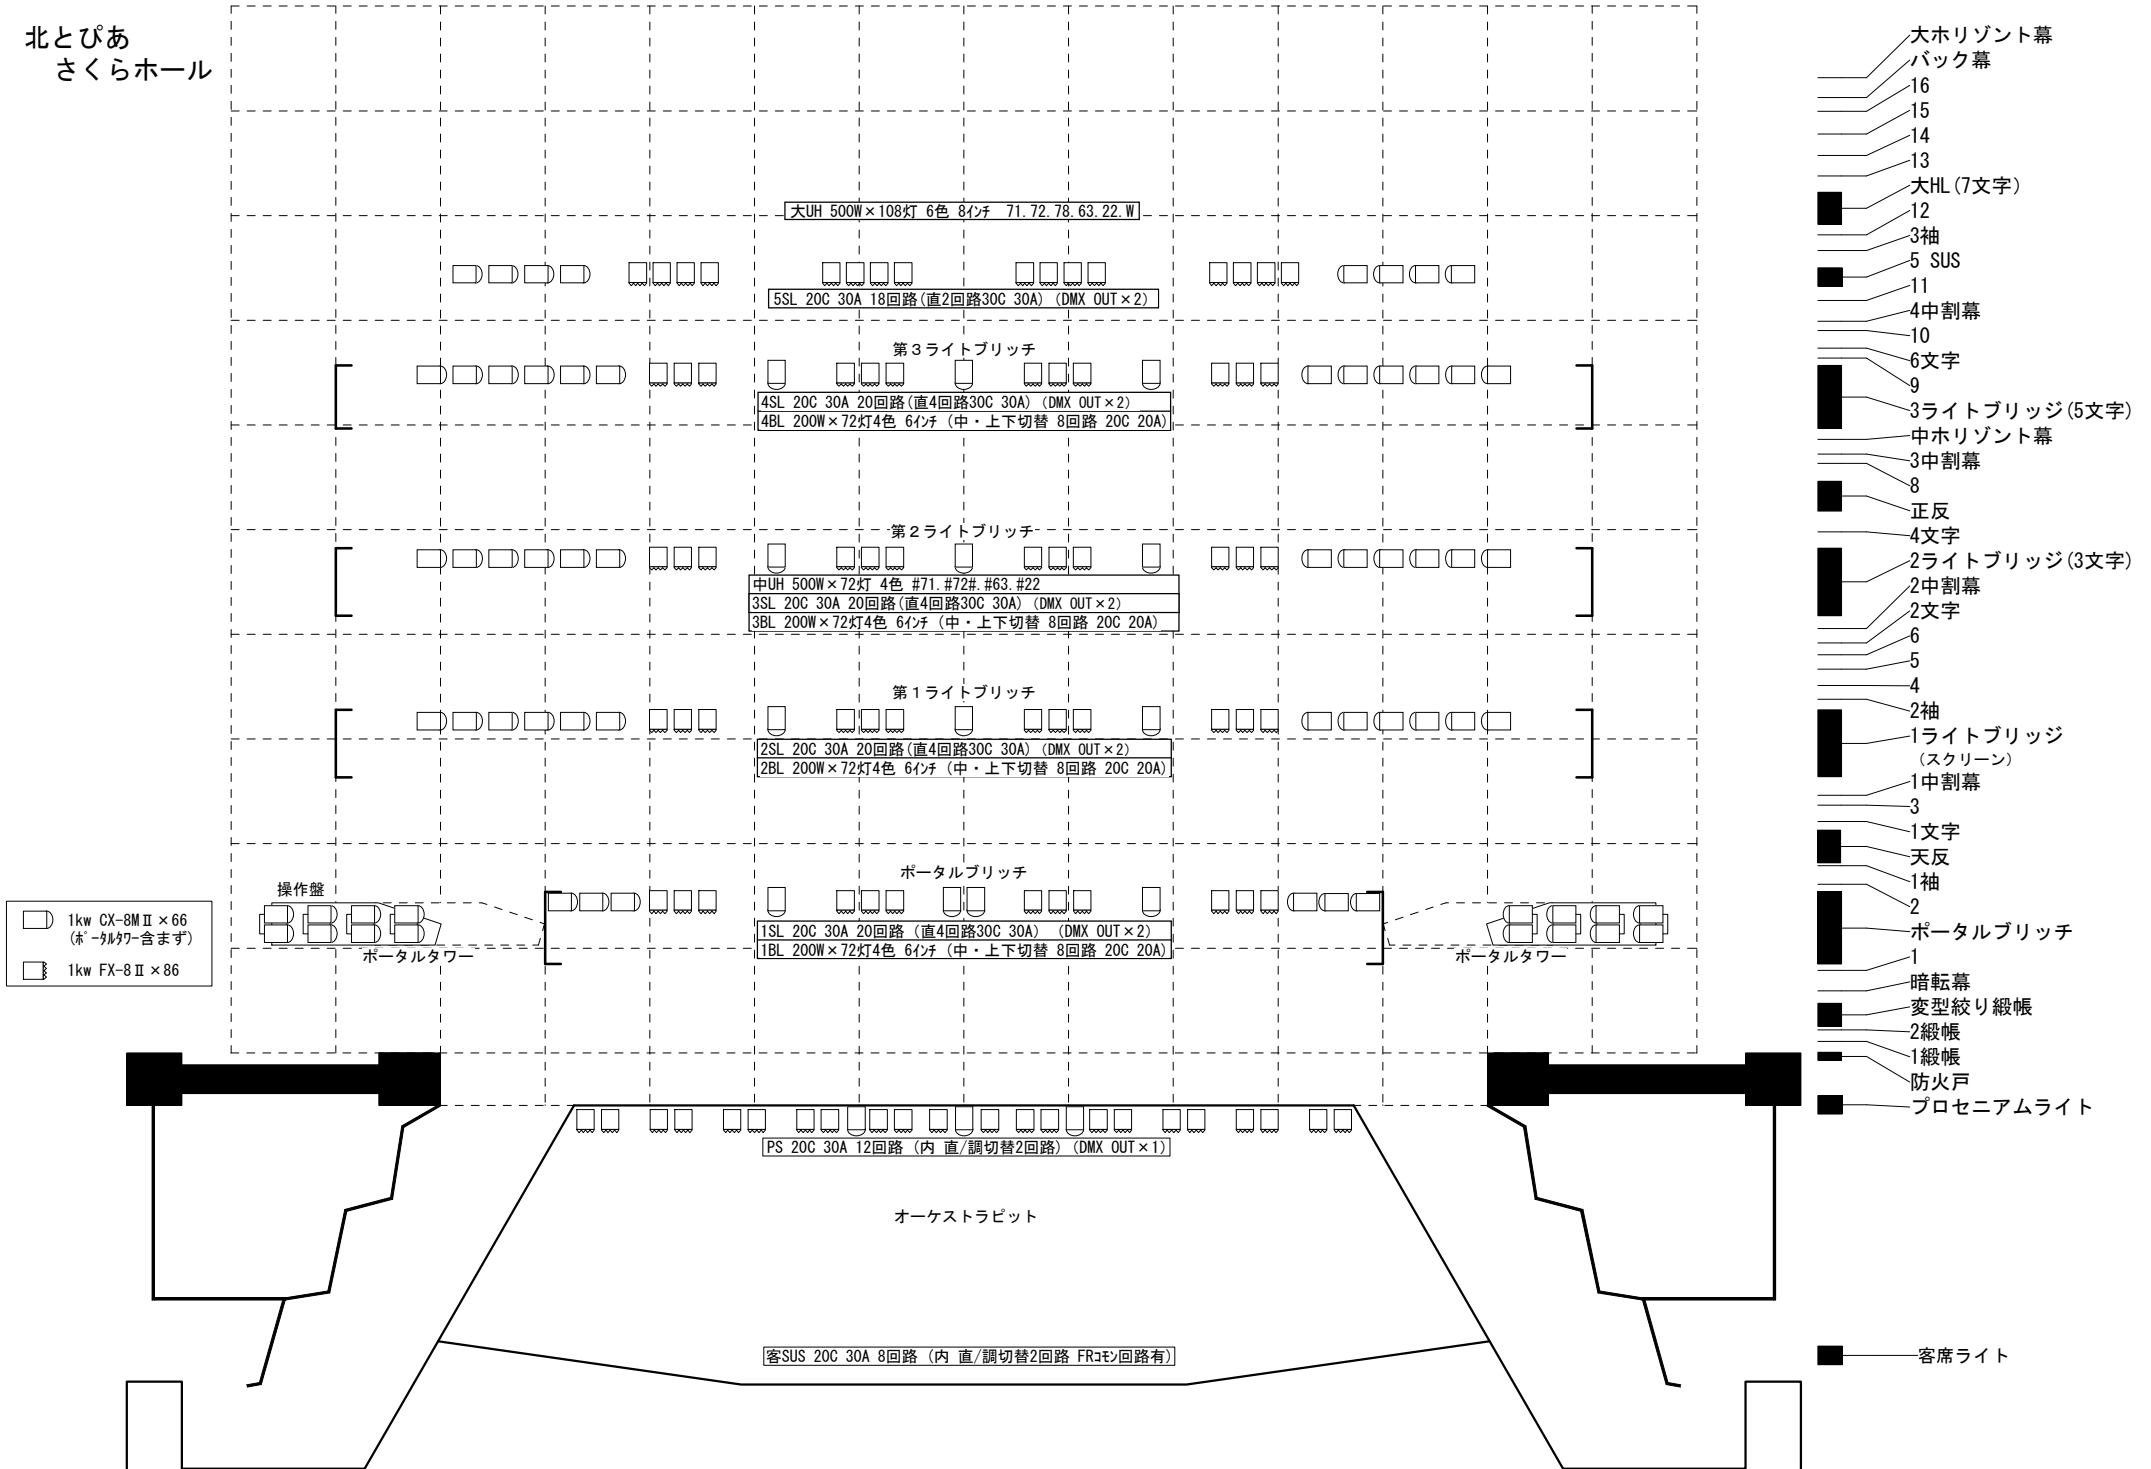 北とぴあ
さくらホール
大UH 500W×108灯 6色 8インチ 71.72.78.63.22.W
5SL 20C 30A 18回路(直2回路30C 30A) (DMX OUT×2)
第3ライトブリッチ
4SL 20C 30A 20回路(直4回路30C 30A) (DMX OUT×2)
4BL 200W×72灯4色 6インチ (中・上下切替 8回路 20C 20A)
第2ライトブリッチ
中UH 500W×72灯 4色 #71.#72#.#63.#22
3SL 20C 30A 20回路(直4回路30C 30A) (DMX OUT×2)
3BL 200W×72灯4色 6インチ (中・上下切替 8回路 20C 20A)
第1ライトブリッチ
2SL 20C 30A 20回路(直4回路30C 30A) (DMX OUT×2)
2BL 200W×72灯4色 6インチ (中・上下切替 8回路 20C 20A)
ポータルブリッチ
1SL 20C 30A 20回路 (直4回路30C 30A) (DMX OUT×2)
1BL 200W×72灯4色 6インチ (中・上下切替 8回路 20C 20A)
操作盤
ポータルタワー
ポータルタワー
1kw CX-8MⅡ×66
(ポータルタワー含まず)
1kw FX-8Ⅱ×86
PS 20C 30A 12回路 (内 直/調切替2回路) (DMX OUT×1)
オーケストラピット
客SUS 20C 30A 8回路 (内 直/調切替2回路 FRコモン回路有)
大ホリゾント幕
バック幕
16
15
14
13
大HL(7文字)
12
3袖
5 SUS
11
4中割幕
10
6文字
9
3ライトブリッジ(5文字)
中ホリゾント幕
3中割幕
8
正反
4文字
2ライトブリッジ(3文字)
2中割幕
2文字
6
5
4
2袖
1ライトブリッジ
(スクリーン)
1中割幕
3
1文字
天反
1袖
2
ポータルブリッチ
1
暗転幕
変型絞り緞帳
2緞帳
1緞帳
防火戸
プロセニアムライト
客席ライト